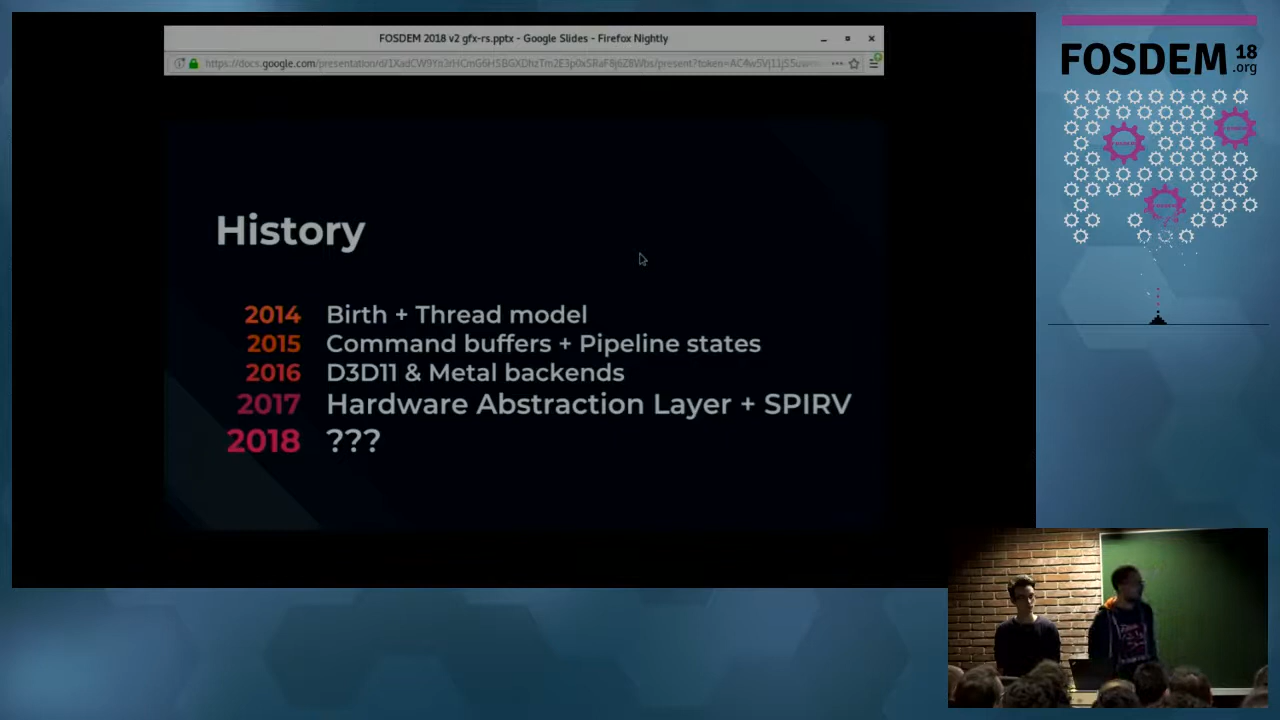 FOSDEM 2018 v2 gfx-rs.pptx - Google Slides - Firefox Nightly
History
2014 Birth + Thread model
2015 Command buffers + Pipeline states
2016 D3D11 & Metal backends
2017 Hardware Abstraction Layer + SPIRV
2018 ???
FOSDEM 18
.org